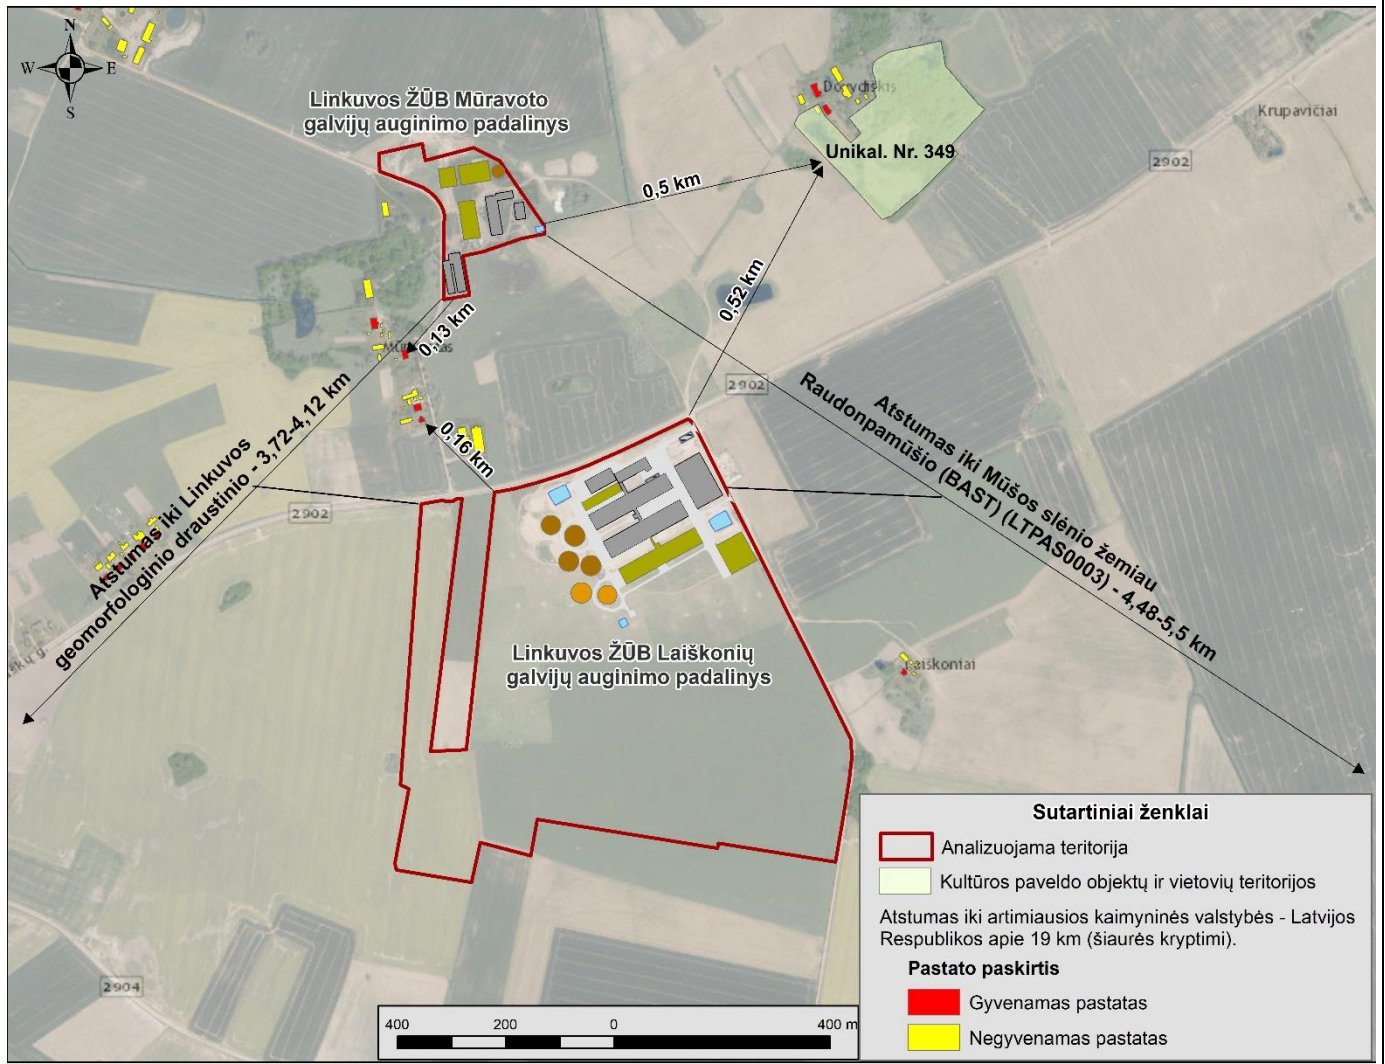 N
W E
S
Linkuvos ŽŪB Mūravoto
galvijų auginimo padalinys
Krupavičiai
Unikal. Nr. 349
2902
0,5 km
0,52 km
0,13 km
2902
0,16 km
Atstumas iki Linkuvos
geomorfologinio draustinio - 3,72-4,12 km
Atstumas iki Mūšos slėnio žemiau
Raudonpamūšio (BAST) (LTPAS0003) - 4,48-5,5 km
2902
Linkuvos ŽŪB Laiškonių
galvijų auginimo padalinys
Laiškoniai
2904
400 200 0 400 m
Sutartiniai ženklai
Analizuojama teritorija
Kultūros paveldo objektų ir vietovių teritorijos
Atstumas iki artimiausios kaimyninės valstybės - Latvijos
Respublikos apie 19 km (šiaurės kryptimi).
Pastato paskirtis
Gyvenamas pastatas
Negyvenamas pastatas